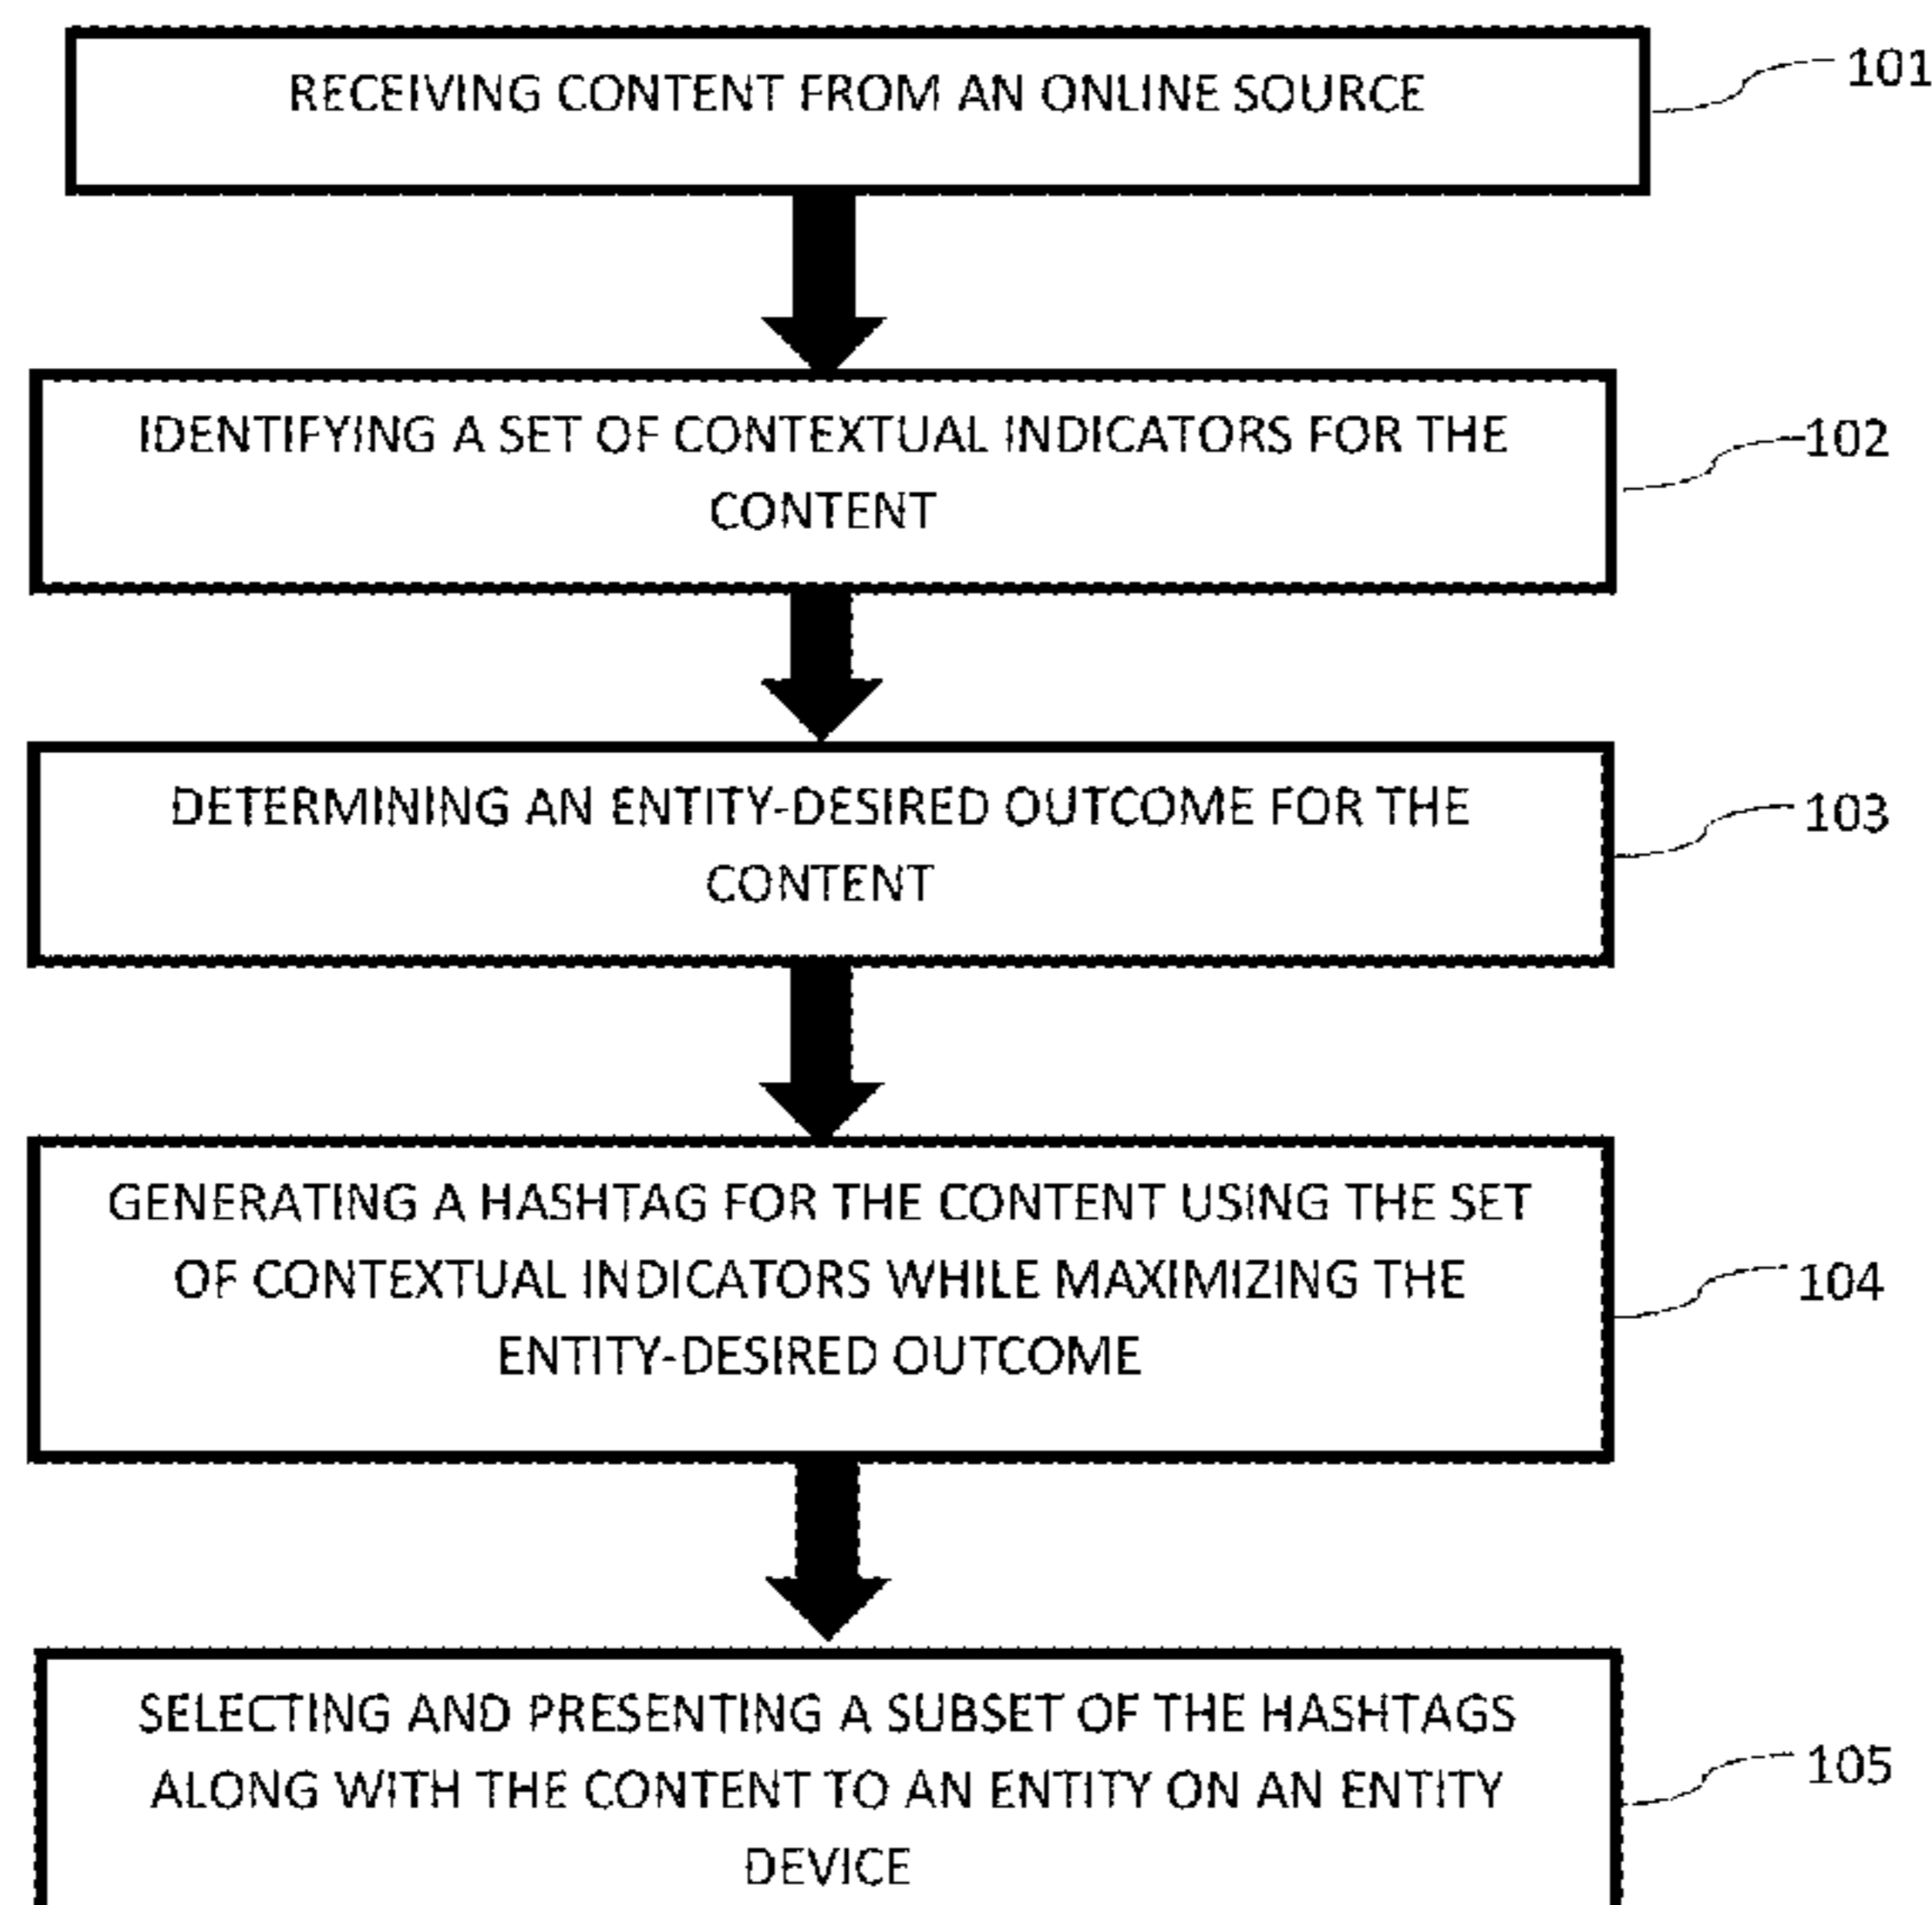 RECEIVING CONTENT FROM AN ONLINE SOURCE
101
IDENTIFYING A SET OF CONTEXTUAL INDICATORS FOR THE
CONTENT
102
DETERMINING AN ENTITY-DESIRED OUTCOME FOR THE
CONTENT
103
GENERATING A HASHTAG FOR THE CONTENT USING THE SET
OF CONTEXTUAL INDICATORS WHILE MAXIMIZING THE
ENTITY-DESIRED OUTCOME
104
SELECTING AND PRESENTING A SUBSET OF THE HASHTAGS
ALONG WITH THE CONTENT TO AN ENTITY ON AN ENTITY
DEVICE
105